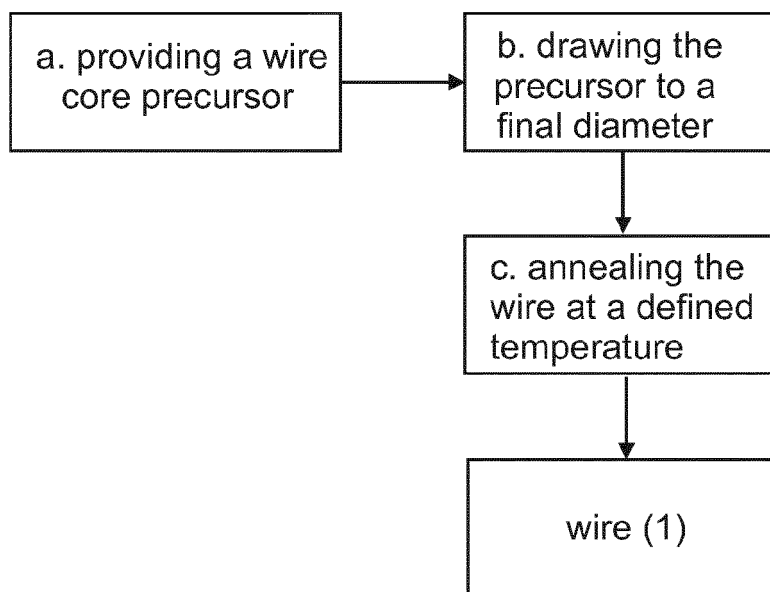 a. providing a wire
core precursor
b. drawing the
precursor to a
final diameter
c. annealing the
wire at a defined
temperature
wire (1)